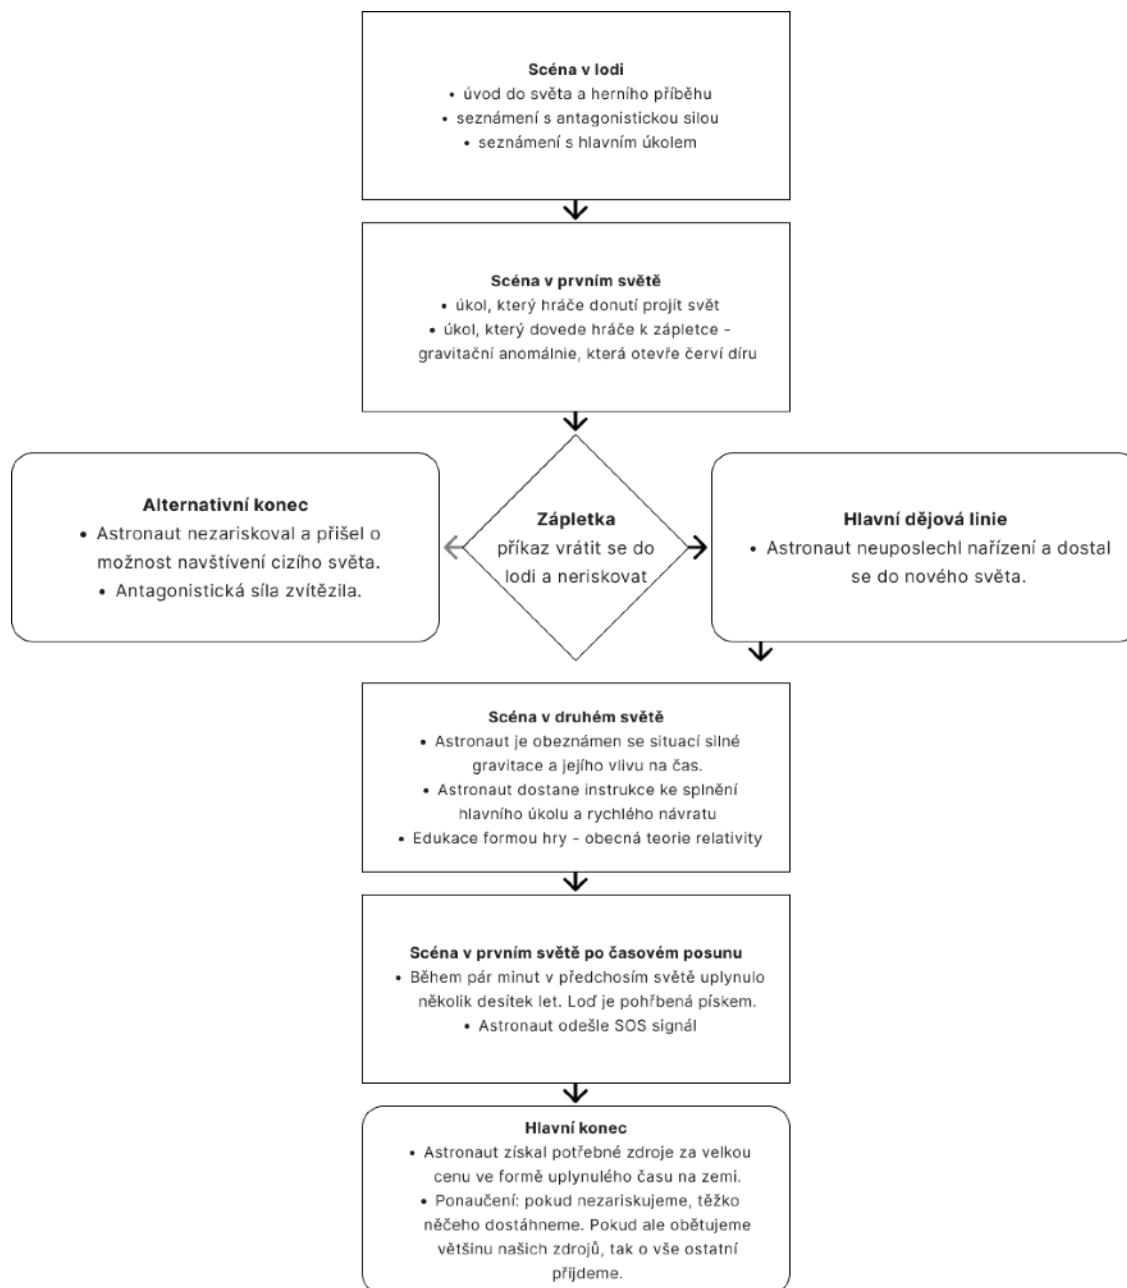 Scéna v lodi
• úvod do světa a herního příběhu
• seznámení s antagonistickou silou
• seznámení s hlavním úkolem
Scéna v prvním světě
• úkol, který hráče donutí projít svět
• úkol, který dovede hráče k zápletce -
gravitační anomálnie, která otevře červí díru
Alternativní konec
• Astronaut nezariskoval a přišel o
možnost navštívení cizího světa.
• Antagonistická síla zvítězila.
Zápletka
příkaz vrátit se do
lodi a neriskovat
Hlavní dějová linie
• Astronaut neuposlechl nařízení a dostal
se do nového světa.
Scéna v druhém světě
• Astronaut je obeznámen se situací silné
gravitace a jejího vlivu na čas.
• Astronaut dostane instrukce ke splnění
hlavního úkolu a rychlého návratu
• Edukace formou hry - obecná teorie relativity
Scéna v prvním světě po časovém posunu
• Během pár minut v předchosím světě uplynulo
několik desítek let. Loď je pohřbená pískem.
• Astronaut odešle SOS signál
Hlavní konec
• Astronaut získal potřebné zdroje za velkou
cenu ve formě uplynulého času na zemi.
• Ponaučení: pokud nezariskujeme, těžko
něčeho dostáhneme. Pokud ale obětujeme
většinu našich zdrojů, tak o vše ostatní
přijdeme.